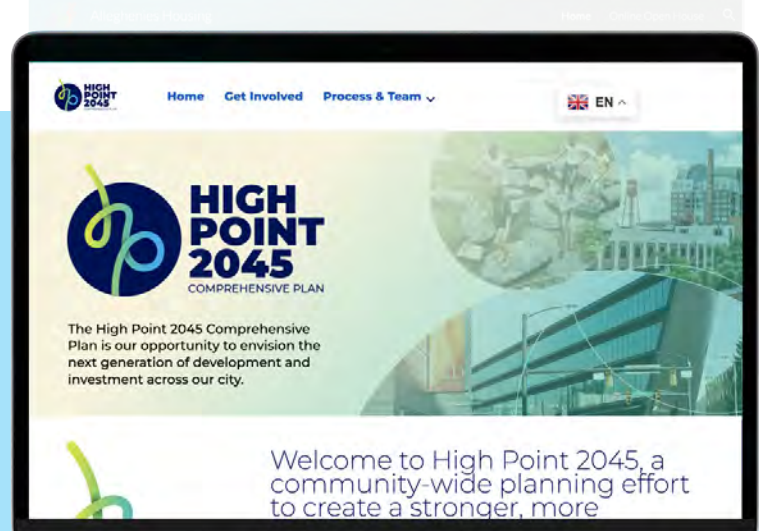 HIGH
POINT
2045
COMPREHENSIVE PLAN
Home Get Involved Process & Team
EN
HIGH
POINT
2045
COMPREHENSIVE PLAN
The High Point 2045 Comprehensive
Plan is our opportunity to envision the
next generation of development and
investment across our city.
Welcome to High Point 2045, a
community-wide planning effort
to create a stronger, more